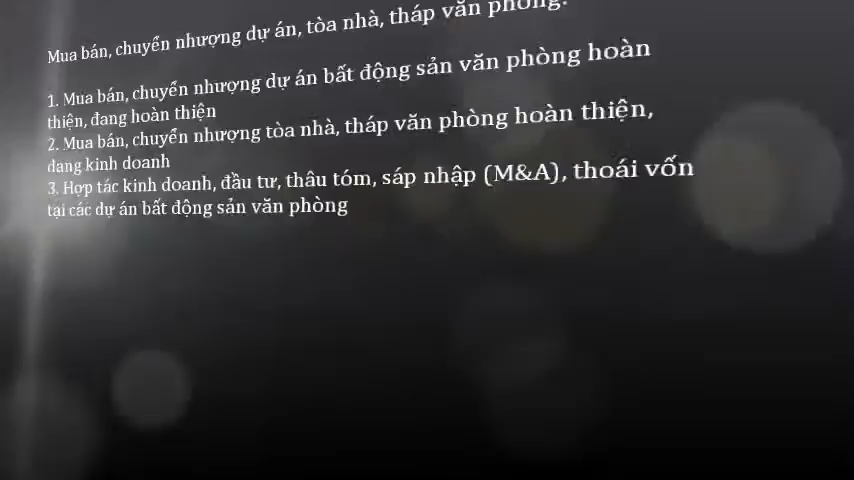 Mua bán, chuyển nhượng dự án, tòa nhà, tháp văn phòng:
1. Mua bán, chuyển nhượng dự án bất động sản văn phòng hoàn
thiện, đang hoàn thiện
2. Mua bán, chuyển nhượng tòa nhà, tháp văn phòng hoàn thiện,
đang kinh doanh
3. Hợp tác kinh doanh, đầu tư, thâu tóm, sáp nhập (M&A), thoái vốn
tại các dự án bất động sản văn phòng